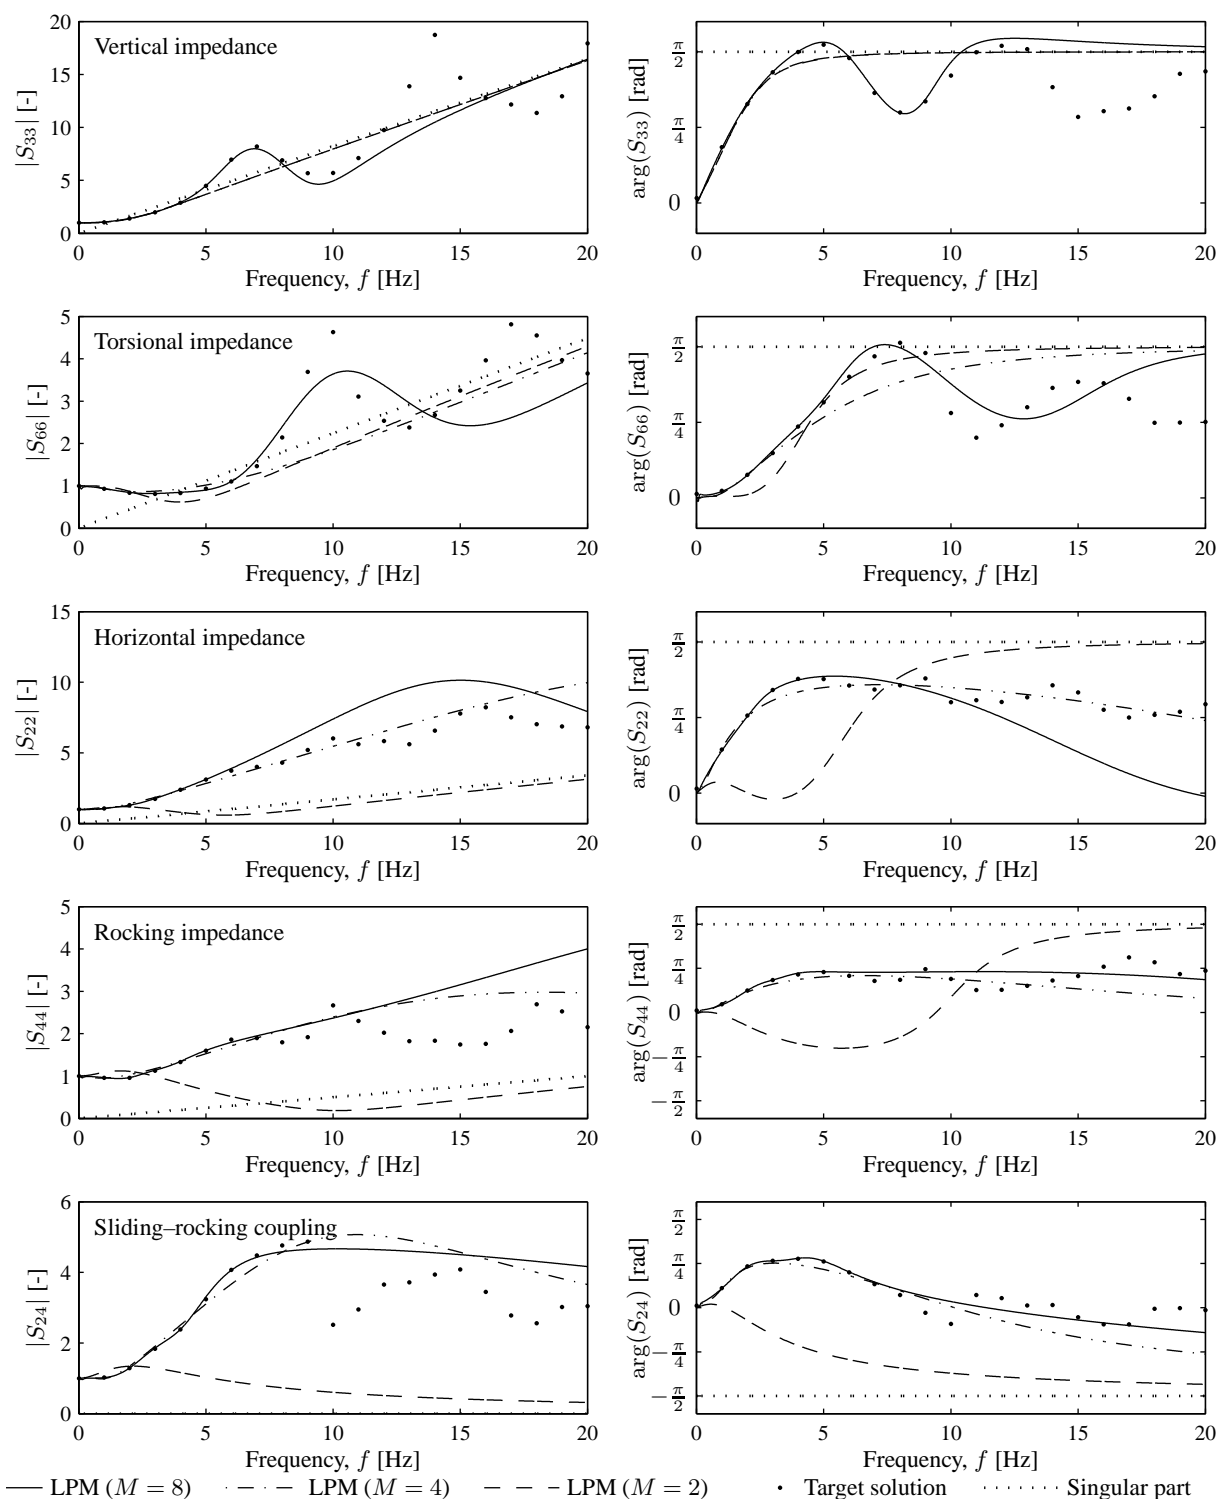 Vertical impedance
|S₃₃| [-]
20
15
10
5
0
0 5 10 15 20
Frequency, f [Hz]
arg(S₃₃) [rad]
π/2
π/4
0
0 5 10 15 20
Frequency, f [Hz]
Torsional impedance
|S₆₆| [-]
5
4
3
2
1
0
0 5 10 15 20
Frequency, f [Hz]
arg(S₆₆) [rad]
π/2
π/4
0
0 5 10 15 20
Frequency, f [Hz]
Horizontal impedance
|S₂₂| [-]
15
10
5
0
0 5 10 15 20
Frequency, f [Hz]
arg(S₂₂) [rad]
π/2
π/4
0
0 5 10 15 20
Frequency, f [Hz]
Rocking impedance
|S₄₄| [-]
5
4
3
2
1
0
0 5 10 15 20
Frequency, f [Hz]
arg(S₄₄) [rad]
π/2
π/4
0
−π/4
−π/2
0 5 10 15 20
Frequency, f [Hz]
Sliding–rocking coupling
|S₂₄| [-]
6
4
2
0
0 5 10 15 20
Frequency, f [Hz]
arg(S₂₄) [rad]
π/2
π/4
0
−π/4
−π/2
0 5 10 15 20
Frequency, f [Hz]
LPM (M = 8) LPM (M = 4) LPM (M = 2) Target solution Singular part